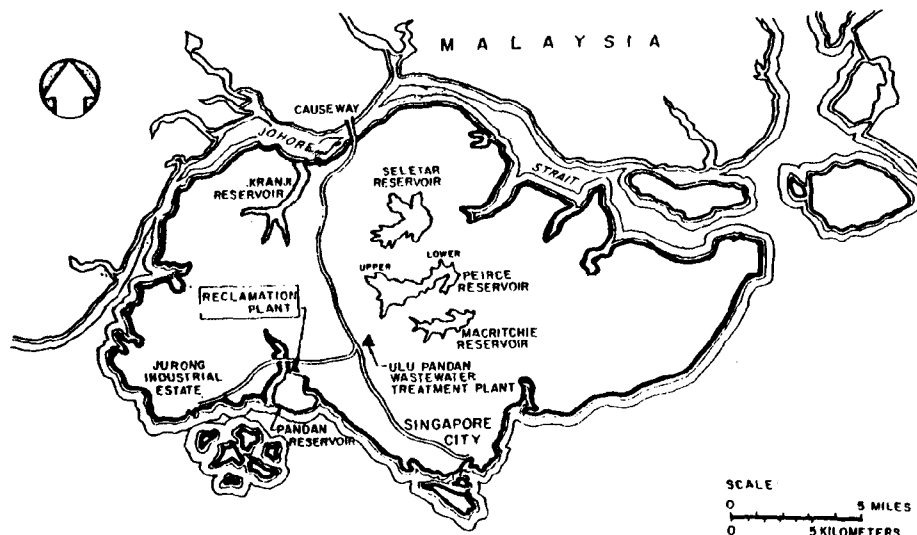 MALAYSIA
CAUSEWAY
JOHORE
STRAIT
SELETAR
RESERVOIR
KRANJI
RESERVOIR
UPPER
LOWER
PEIRCE
RESERVOIR
RECLAMATION
PLANT
MACRITCHIE
RESERVOIR
JURONG
INDUSTRIAL
ESTATE
ULU PANDAN
WASTEWATER
TREATMENT PLANT
PANDAN
RESERVOIR
SINGAPORE
CITY
SCALE
0 5 MILES
0 5 KILOMETERS